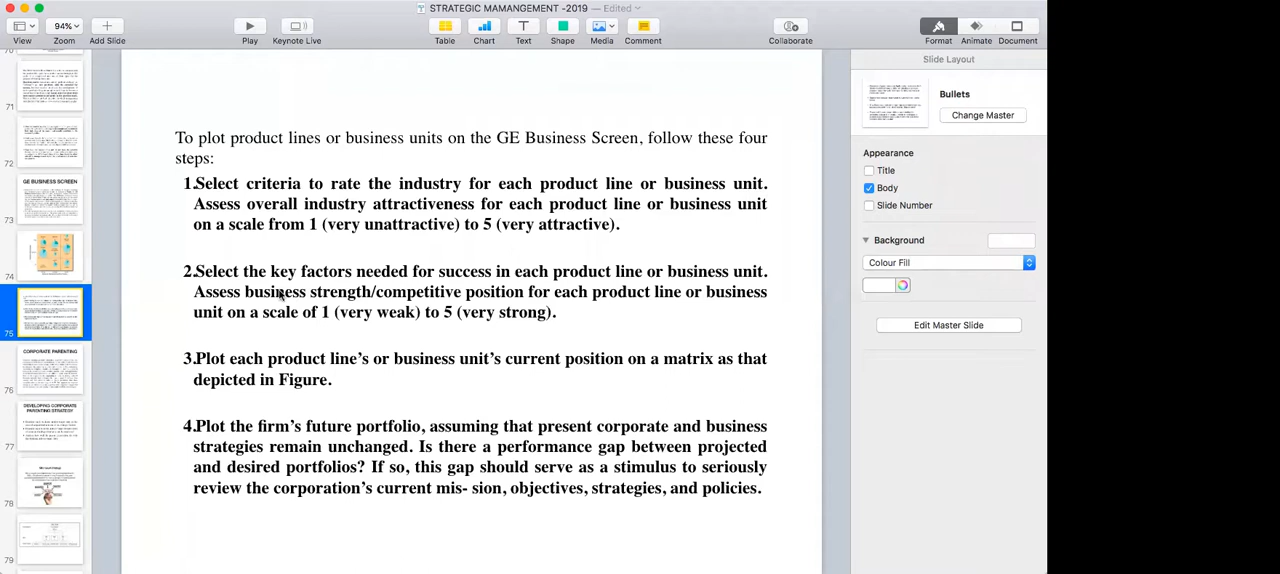 STRATEGIC MAMANGEMENT -2019 — Edited
94%
View
Zoom
Add Slide
Play
Keynote Live
Table
Chart
Text
Shape
Media
Comment
Collaborate
Format
Animate
Document
70
71
72
GE BUSINESS SCREEN
73
74
75
CORPORATE PARENTING
76
DEVELOPING CORPORATE
PARENTING STRATEGY
77
78
79
To plot product lines or business units on the GE Business Screen, follow these four
steps:
1.Select criteria to rate the industry for each product line or business unit.
Assess overall industry attractiveness for each product line or business unit
on a scale from 1 (very unattractive) to 5 (very attractive).
2.Select the key factors needed for success in each product line or business unit.
Assess business strength/competitive position for each product line or business
unit on a scale of 1 (very weak) to 5 (very strong).
3.Plot each product line’s or business unit’s current position on a matrix as that
depicted in Figure.
4.Plot the firm’s future portfolio, assuming that present corporate and business
strategies remain unchanged. Is there a performance gap between projected
and desired portfolios? If so, this gap should serve as a stimulus to seriously
review the corporation’s current mis- sion, objectives, strategies, and policies.
Slide Layout
Bullets
Change Master
Appearance
Title
Body
Slide Number
Background
Colour Fill
Edit Master Slide